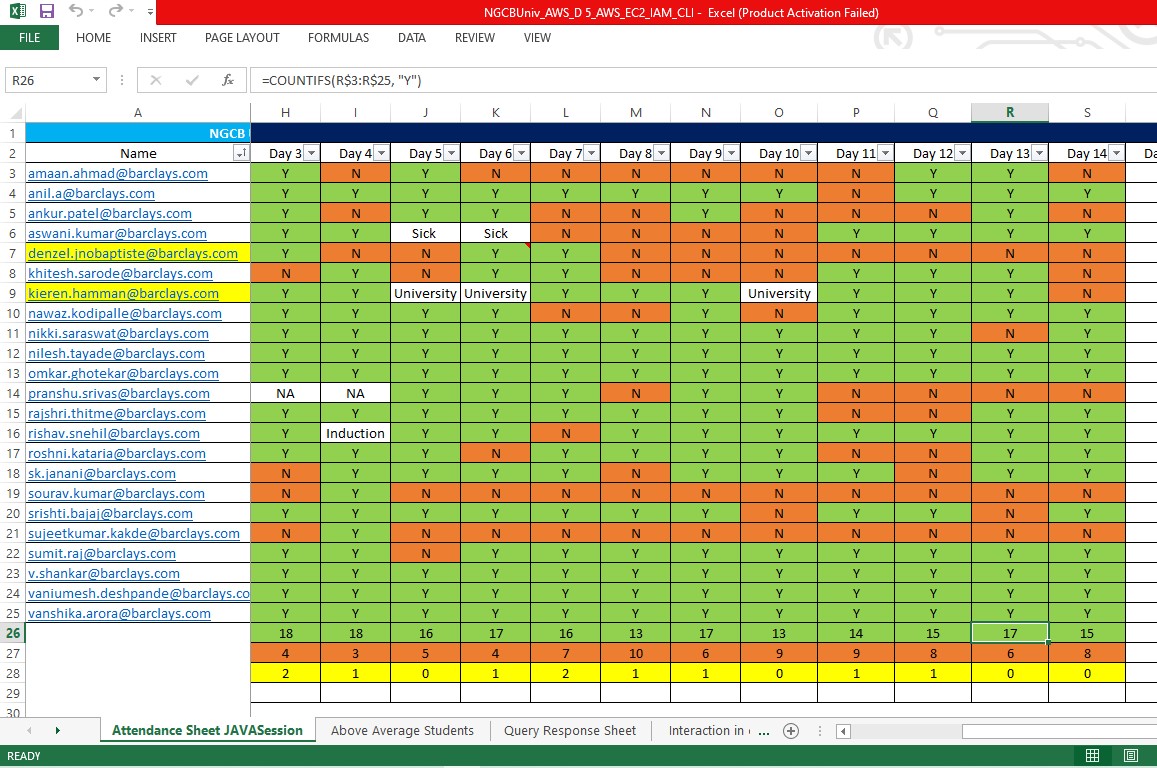 NGCBUniv_AWS_D 5_AWS_EC2_IAM_CLI - Excel (Product Activation Failed)
FILE HOME INSERT PAGE LAYOUT FORMULAS DATA REVIEW VIEW
R26 fx =COUNTIFS(R$3:R$25, "Y")
A H I J K L M N O P Q R S
1 NGCB
2 Name Day 3 Day 4 Day 5 Day 6 Day 7 Day 8 Day 9 Day 10 Day 11 Day 12 Day 13 Day 14 Da
3 amaan.ahmad@barclays.com Y N Y N N N N N N Y Y N
4 anil.a@barclays.com Y Y Y Y Y Y Y Y N Y Y Y
5 ankur.patel@barclays.com Y N Y Y N N Y N N N Y N
6 aswani.kumar@barclays.com Y Y Sick Sick N N N N Y Y Y Y
7 denzel.jnobaptiste@barclays.com Y N N Y Y N N N N N N N
8 khitesh.sarode@barclays.com N Y N Y Y N N N Y Y Y N
9 kieren.hamman@barclays.com Y Y University University Y Y Y University Y Y Y N
10 nawaz.kodipalle@barclays.com Y Y Y Y N N Y N Y Y Y Y
11 nikki.saraswat@barclays.com Y Y Y Y Y Y Y Y Y Y N Y
12 nilesh.tayade@barclays.com Y Y Y Y Y Y Y Y Y Y Y Y
13 omkar.ghotekar@barclays.com Y Y Y Y Y Y Y Y Y Y Y Y
14 pranshu.srivas@barclays.com NA NA Y Y Y N Y Y N N N N
15 rajshri.thitme@barclays.com Y Y Y Y Y Y Y Y N N Y Y
16 rishav.snehil@barclays.com Y Induction Y Y N Y Y Y Y Y Y Y
17 roshni.kataria@barclays.com Y Y Y N Y Y Y Y N N Y Y
18 sk.janani@barclays.com N Y Y Y Y N Y Y Y N Y Y
19 sourav.kumar@barclays.com N Y N N N N N N N N N N
20 srishti.bajaj@barclays.com Y Y Y Y Y Y Y N Y Y N Y
21 sujeetkumar.kakde@barclays.com N Y N N N N N N N N N N
22 sumit.raj@barclays.com Y Y N Y Y Y Y Y Y Y Y Y
23 v.shankar@barclays.com Y Y Y Y Y Y Y Y Y Y Y Y
24 vaniumesh.deshpande@barclays.co Y Y Y Y Y Y Y Y Y Y Y Y
25 vanshika.arora@barclays.com Y Y Y Y Y Y Y Y Y Y Y Y
26 18 18 16 17 16 13 17 13 14 15 17 15
27 4 3 5 4 7 10 6 9 9 8 6 8
28 2 1 0 1 2 1 1 0 1 1 0 0
29
30
Attendance Sheet JAVASession Above Average Students Query Response Sheet Interaction in ...
READY